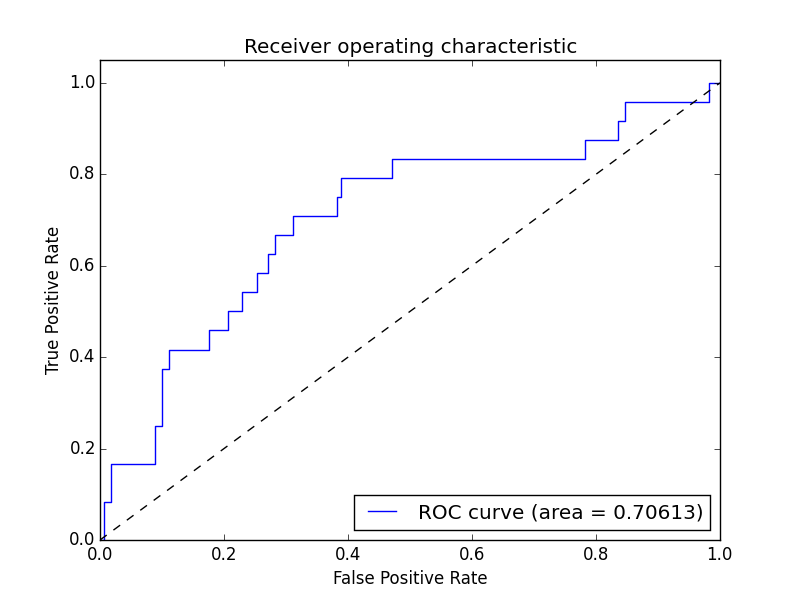 Receiver operating characteristic
True Positive Rate
1.0
0.8
0.6
0.4
0.2
0.0
ROC curve (area = 0.70613)
0.0 0.2 0.4 0.6 0.8 1.0
False Positive Rate